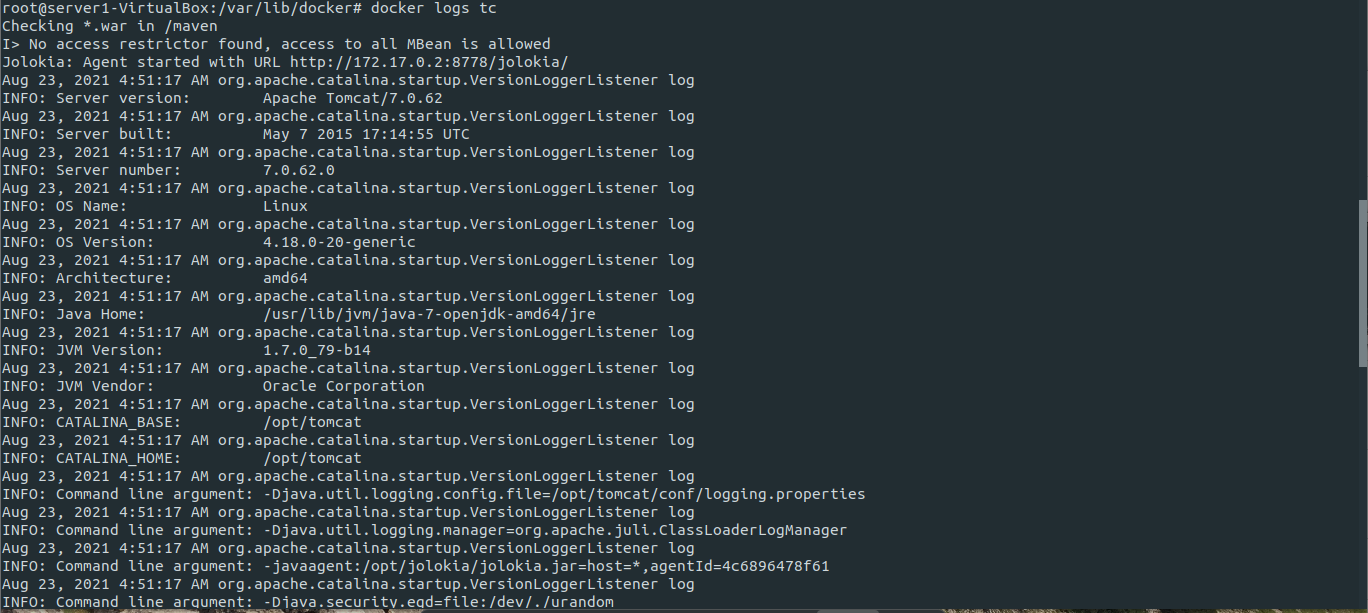 root@server1-VirtualBox:/var/lib/docker# docker logs tc
Checking *.war in /maven
I> No access restrictor found, access to all MBean is allowed
Jolokia: Agent started with URL http://172.17.0.2:8778/jolokia/
Aug 23, 2021 4:51:17 AM org.apache.catalina.startup.VersionLoggerListener log
INFO: Server version:        Apache Tomcat/7.0.62
Aug 23, 2021 4:51:17 AM org.apache.catalina.startup.VersionLoggerListener log
INFO: Server built:          May 7 2015 17:14:55 UTC
Aug 23, 2021 4:51:17 AM org.apache.catalina.startup.VersionLoggerListener log
INFO: Server number:         7.0.62.0
Aug 23, 2021 4:51:17 AM org.apache.catalina.startup.VersionLoggerListener log
INFO: OS Name:               Linux
Aug 23, 2021 4:51:17 AM org.apache.catalina.startup.VersionLoggerListener log
INFO: OS Version:            4.18.0-20-generic
Aug 23, 2021 4:51:17 AM org.apache.catalina.startup.VersionLoggerListener log
INFO: Architecture:          amd64
Aug 23, 2021 4:51:17 AM org.apache.catalina.startup.VersionLoggerListener log
INFO: Java Home:             /usr/lib/jvm/java-7-openjdk-amd64/jre
Aug 23, 2021 4:51:17 AM org.apache.catalina.startup.VersionLoggerListener log
INFO: JVM Version:           1.7.0_79-b14
Aug 23, 2021 4:51:17 AM org.apache.catalina.startup.VersionLoggerListener log
INFO: JVM Vendor:            Oracle Corporation
Aug 23, 2021 4:51:17 AM org.apache.catalina.startup.VersionLoggerListener log
INFO: CATALINA_BASE:         /opt/tomcat
Aug 23, 2021 4:51:17 AM org.apache.catalina.startup.VersionLoggerListener log
INFO: CATALINA_HOME:         /opt/tomcat
Aug 23, 2021 4:51:17 AM org.apache.catalina.startup.VersionLoggerListener log
INFO: Command line argument: -Djava.util.logging.config.file=/opt/tomcat/conf/logging.properties
Aug 23, 2021 4:51:17 AM org.apache.catalina.startup.VersionLoggerListener log
INFO: Command line argument: -Djava.util.logging.manager=org.apache.juli.ClassLoaderLogManager
Aug 23, 2021 4:51:17 AM org.apache.catalina.startup.VersionLoggerListener log
INFO: Command line argument: -javaagent:/opt/jolokia/jolokia.jar=host=*,agentId=4c6896478f61
Aug 23, 2021 4:51:17 AM org.apache.catalina.startup.VersionLoggerListener log
INFO: Command line argument: -Djava.security.egd=file:/dev/./urandom